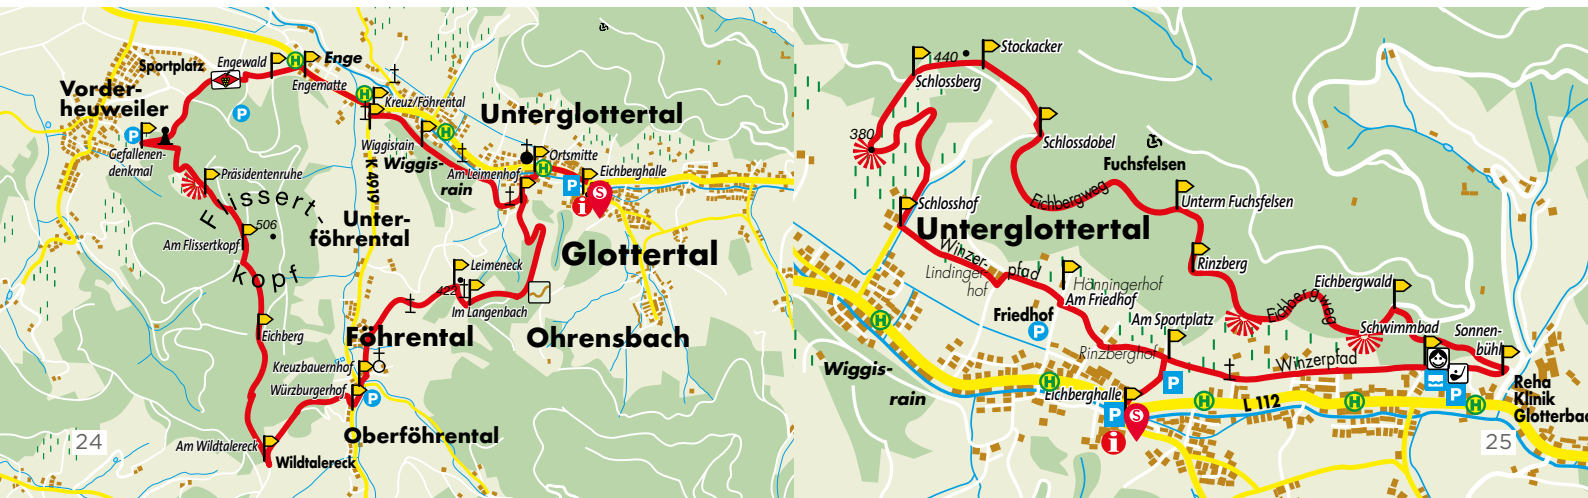 Sportplatz
Engewald
H
Enge
Engematte
Vorder-
heuweiler
P
H
Kreuz/Föhrental
Unterglottertal
P
Gefallenen-
denkmal
H
Wiggisrain
Wiggis-
rain
K 4919
Ortsmitte
H
Am Leimenhof
Eichberghalle
P
S
i
Präsidentenruhe
Flissert-
kopf
506
Am Flissertkopf
Unter-
föhrental
Glottertal
Leimeneck
422
Im Langenbach
Eichberg
Föhrental
Ohrensbach
Kreuzbauernhof
Würzburgerhof
P
Oberföhrental
Am Wildtalereck
Wildtalereck
24
440
Stockacker
Schlossberg
380
Schlossdobel
Fuchsfelsen
Eichbergweg
Unterm Fuchsfelsen
Schlosshof
Unterglottertal
Winzer-
pfad
Lindinger-
hof
Hänningerhof
Am Friedhof
Rinzberg
Eichbergwald
Eichbergweg
Friedhof
P
Am Sportplatz
Schwimmbad
Sonnen-
bühl
H
Rinzberghof
Winzerpfad
Wiggis-
rain
H
P
P
Eichberghalle
P
S
i
H
L 112
H
H
Reha
Klinik
Glotterbad
25